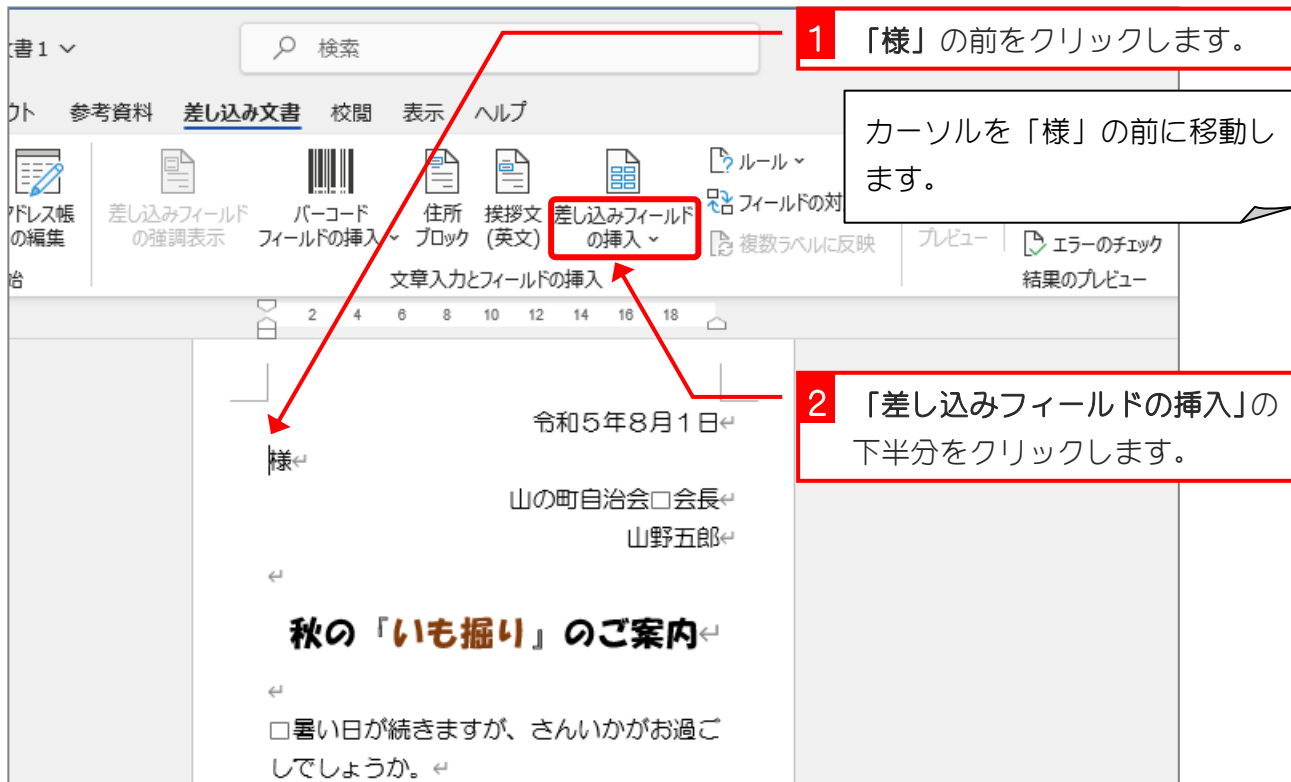 書1
検索
1 「様」の前をクリックします。
ウト 参考資料 差し込み文書 校閲 表示 ヘルプ
カーソルを「様」の前に移動し
ます。
ドレス帳
の編集
差し込みフィールド
の強調表示
バーコード
フィールドの挿入
住所
ブロック
挨拶文
(英文)
差し込みフィールド
の挿入
ルール
フィールドの対
複数ラベルに反映
プレビュー
エラーのチェック
始
文章入力とフィールドの挿入
結果のプレビュー
2 4 6 8 10 12 14 16 18
2 「差し込みフィールドの挿入」の
下半分をクリックします。
令和5年8月1日↵
様↵
山の町自治会□会長↵
山野五郎↵
↵
秋の『いも掘り』のご案内↵
↵
□暑い日が続きますが、さんいかがお過ご
しでしょうか。↵